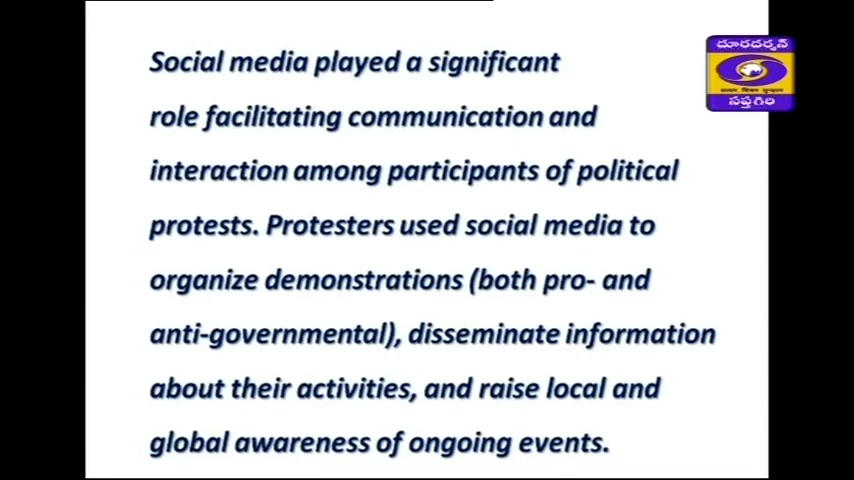 Social media played a significant
role facilitating communication and
interaction among participants of political
protests. Protesters used social media to
organize demonstrations (both pro- and
anti-governmental), disseminate information
about their activities, and raise local and
global awareness of ongoing events.
దూరదర్శన్
సప్తగిరి